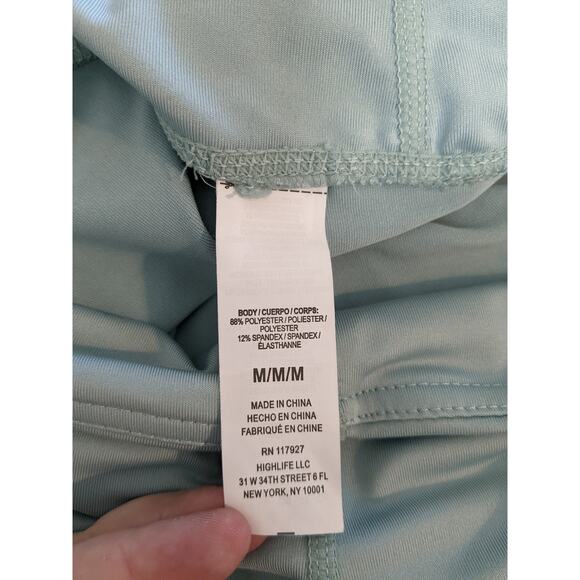 BODY / CUERPO / CORPS:
88% POLYESTER / POLIESTER /
POLYESTER
12% SPANDEX / SPANDEX /
ÉLASTHANNE
M/M/M
MADE IN CHINA
HECHO EN CHINA
FABRIQUÉ EN CHINE
RN 117927
HIGHLIFE LLC
31 W 34TH STREET 6 FL
NEW YORK, NY 10001